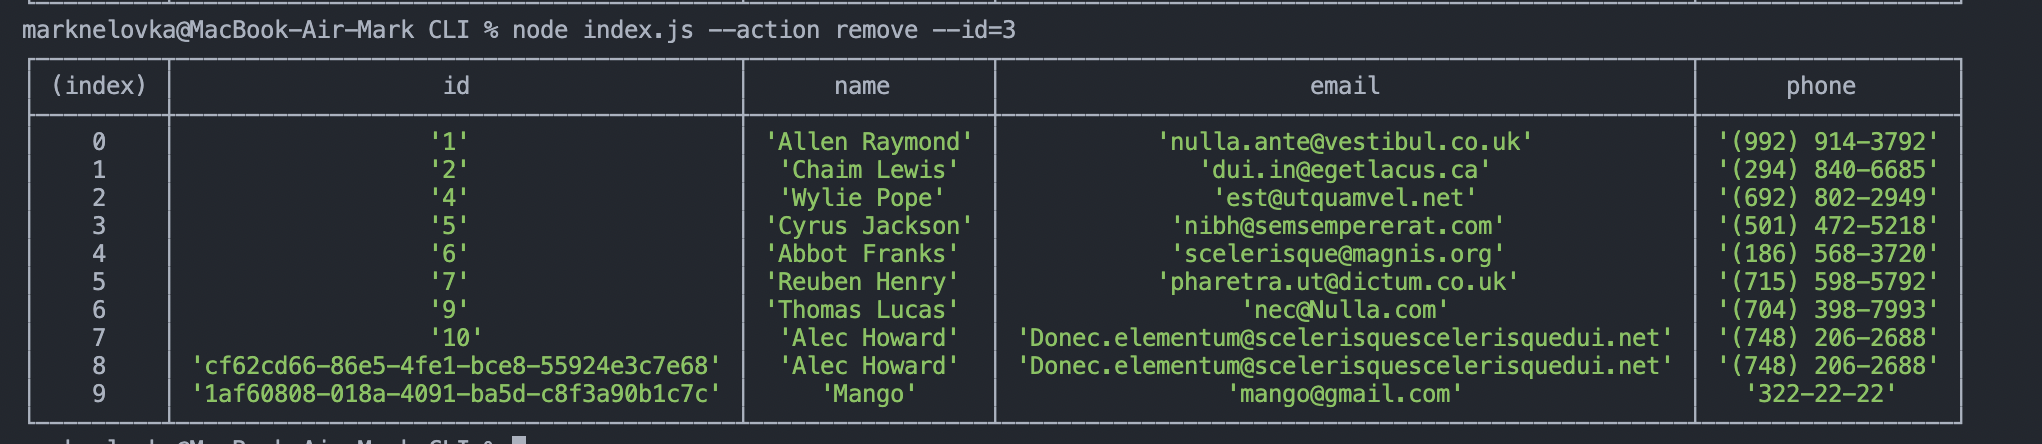 marknelovka@MacBook-Air-Mark CLI % node index.js --action remove --id=3
(index) id name email phone
0 '1' 'Allen Raymond' 'nulla.ante@vestibul.co.uk' '(992) 914-3792'
1 '2' 'Chaim Lewis' 'dui.in@egetlacus.ca' '(294) 840-6685'
2 '4' 'Wylie Pope' 'est@utquamvel.net' '(692) 802-2949'
3 '5' 'Cyrus Jackson' 'nibh@semsempererat.com' '(501) 472-5218'
4 '6' 'Abbot Franks' 'scelerisque@magnis.org' '(186) 568-3720'
5 '7' 'Reuben Henry' 'pharetra.ut@dictum.co.uk' '(715) 598-5792'
6 '9' 'Thomas Lucas' 'nec@Nulla.com' '(704) 398-7993'
7 '10' 'Alec Howard' 'Donec.elementum@scelerisquescelerisquedui.net' '(748) 206-2688'
8 'cf62cd66-86e5-4fe1-bce8-55924e3c7e68' 'Alec Howard' 'Donec.elementum@scelerisquescelerisquedui.net' '(748) 206-2688'
9 '1af60808-018a-4091-ba5d-c8f3a90b1c7c' 'Mango' 'mango@gmail.com' '322-22-22'
marknelovka@MacBook-Air-Mark CLI %